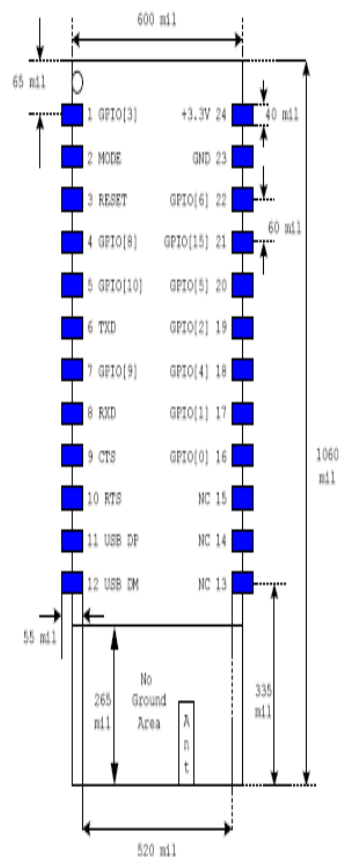 600 mil
65 mil
1 GPIO[3]
+3.3V 24
40 mil
2 MODE
GND 23
3 RESET
GPIO[6] 22
60 mil
4 GPIO[8]
GPIO[15] 21
5 GPIO[10]
GPIO[5] 20
6 TXD
GPIO[2] 19
7 GPIO[9]
GPIO[4] 18
8 RXD
GPIO[1] 17
9 CTS
GPIO[0] 16
1060
mil
10 RTS
NC 15
11 USB DP
NC 14
12 USB DM
NC 13
55 mil
265
mil
No
Ground
Area
Ant
335
mil
520 mil